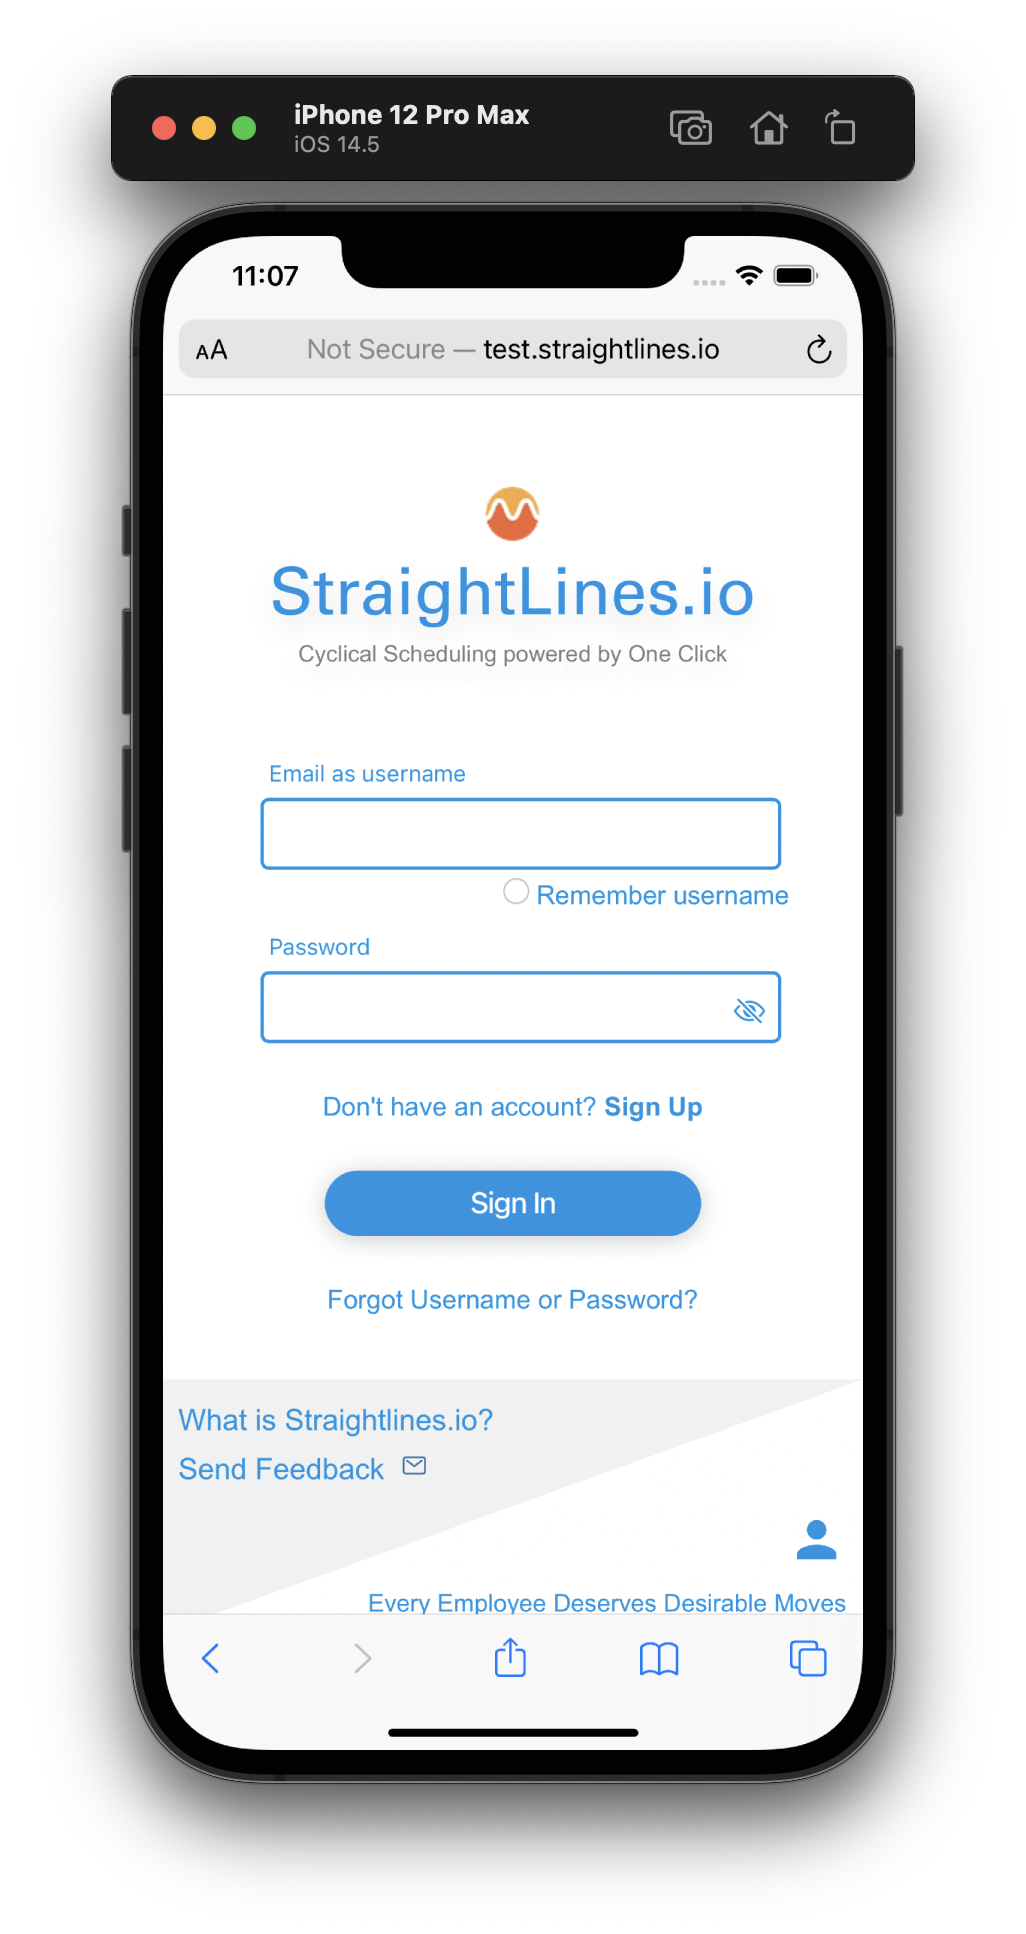 iPhone 12 Pro Max
iOS 14.5
11:07
AA Not Secure — test.straightlines.io
StraightLines.io
Cyclical Scheduling powered by One Click
Email as username
Remember username
Password
Don't have an account? Sign Up
Sign In
Forgot Username or Password?
What is Straightlines.io?
Send Feedback
Every Employee Deserves Desirable Moves